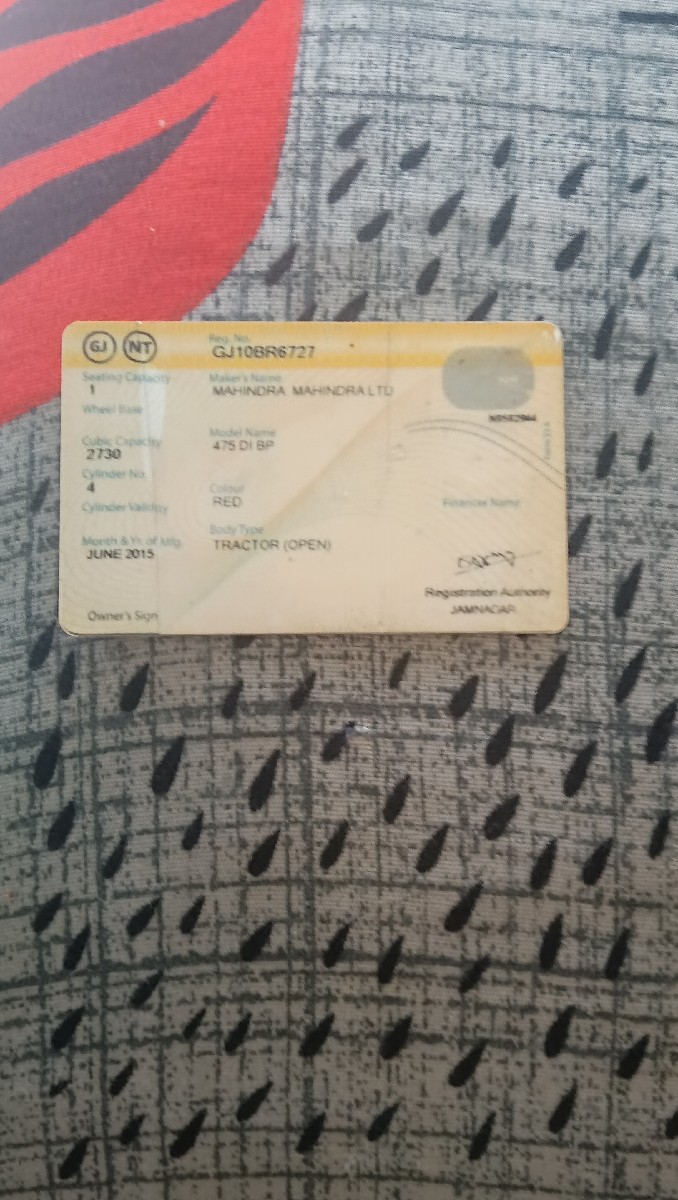 GJ NT
Reg. No.
GJ10BR6727
Seating Capacity
1
Maker's Name
MAHINDRA MAHINDRA LTD
Wheel Base
Cubic Capacity
2730
Model Name
475 DI BP
Cylinder No.
4
Colour
RED
Cylinder Validity
Financer Name
Month & Yr. of Mfg.
JUNE 2015
Body Type
TRACTOR (OPEN)
Owner's Sign
Registration Authority
JAMNAGAR